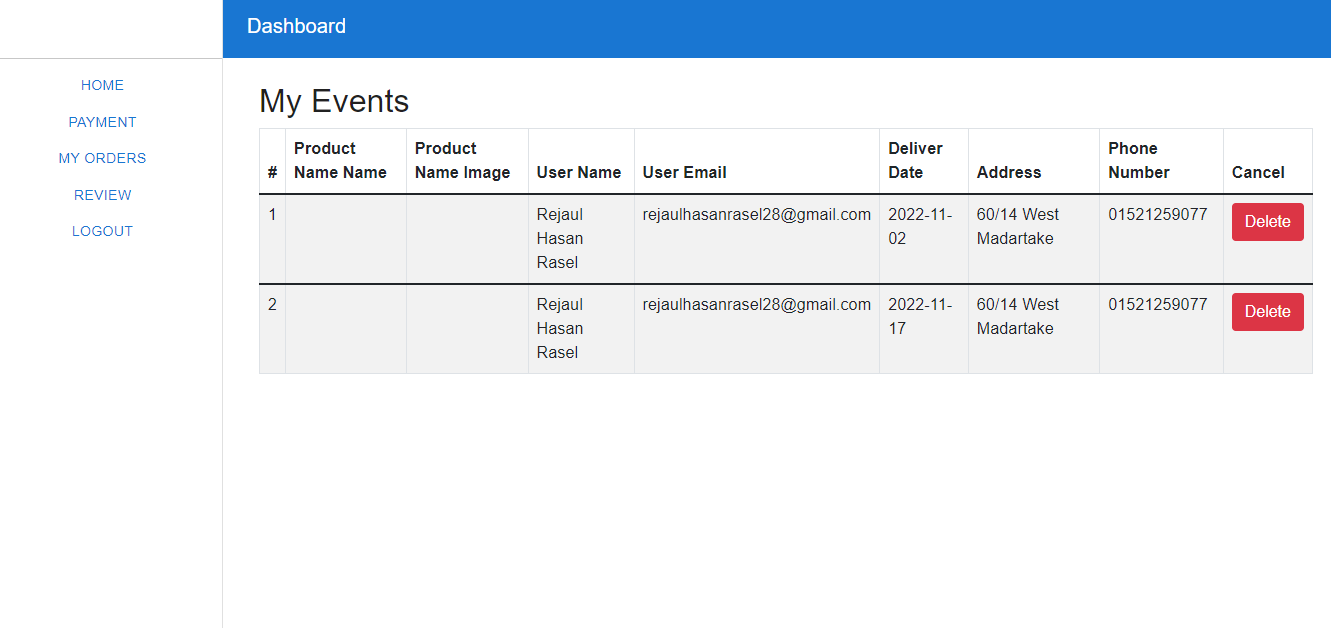 Dashboard
HOME
PAYMENT
MY ORDERS
REVIEW
LOGOUT
My Events
# Product Name Name Product Name Image User Name User Email Deliver Date Address Phone Number Cancel
1 Rejaul Hasan Rasel rejaulhasanrasel28@gmail.com 2022-11-02 60/14 West Madartake 01521259077 Delete
2 Rejaul Hasan Rasel rejaulhasanrasel28@gmail.com 2022-11-17 60/14 West Madartake 01521259077 Delete